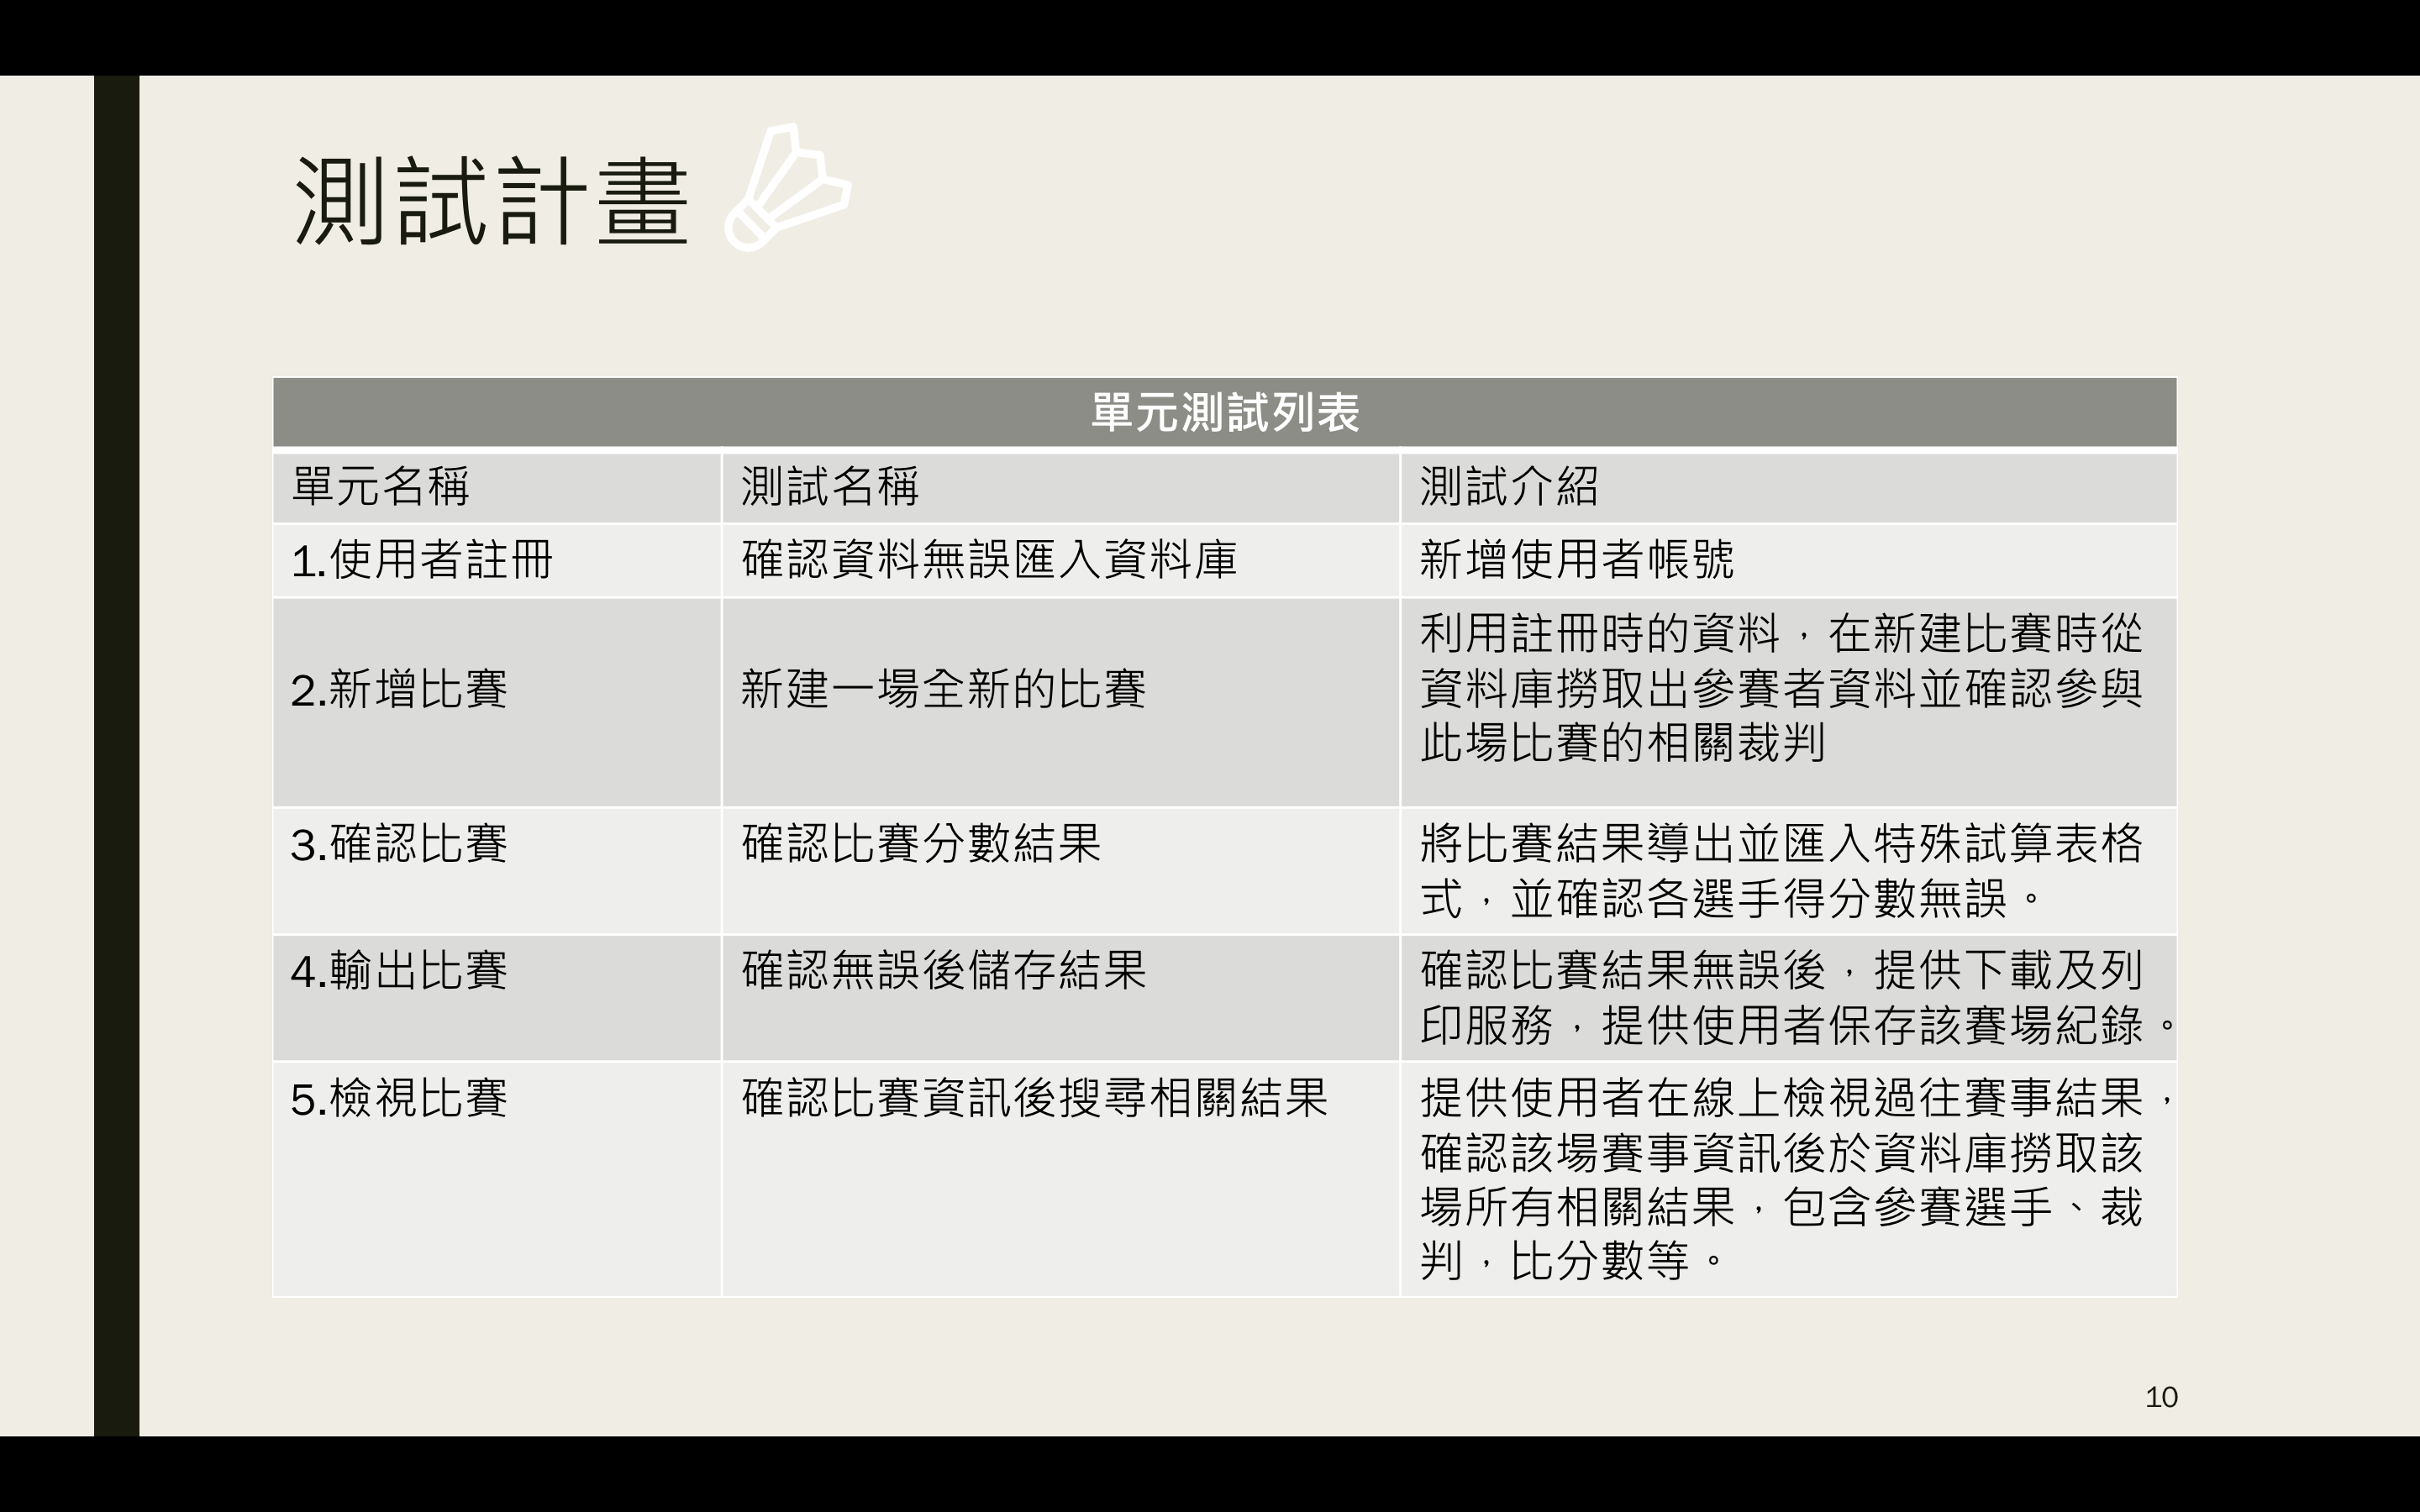 測試計畫
單元測試列表
單元名稱
測試名稱
測試介紹
1.使用者註冊
確認資料無誤匯入資料庫
新增使用者帳號
2.新增比賽
新建一場全新的比賽
利用註冊時的資料，在新建比賽時從
資料庫撈取出參賽者資料並確認參與
此場比賽的相關裁判
3.確認比賽
確認比賽分數結果
將比賽結果導出並匯入特殊試算表格
式，並確認各選手得分數無誤。
4.輸出比賽
確認無誤後儲存結果
確認比賽結果無誤後，提供下載及列
印服務，提供使用者保存該賽場紀錄。
5.檢視比賽
確認比賽資訊後搜尋相關結果
提供使用者在線上檢視過往賽事結果，
確認該場賽事資訊後於資料庫撈取該
場所有相關結果，包含參賽選手、裁
判，比分數等。
10